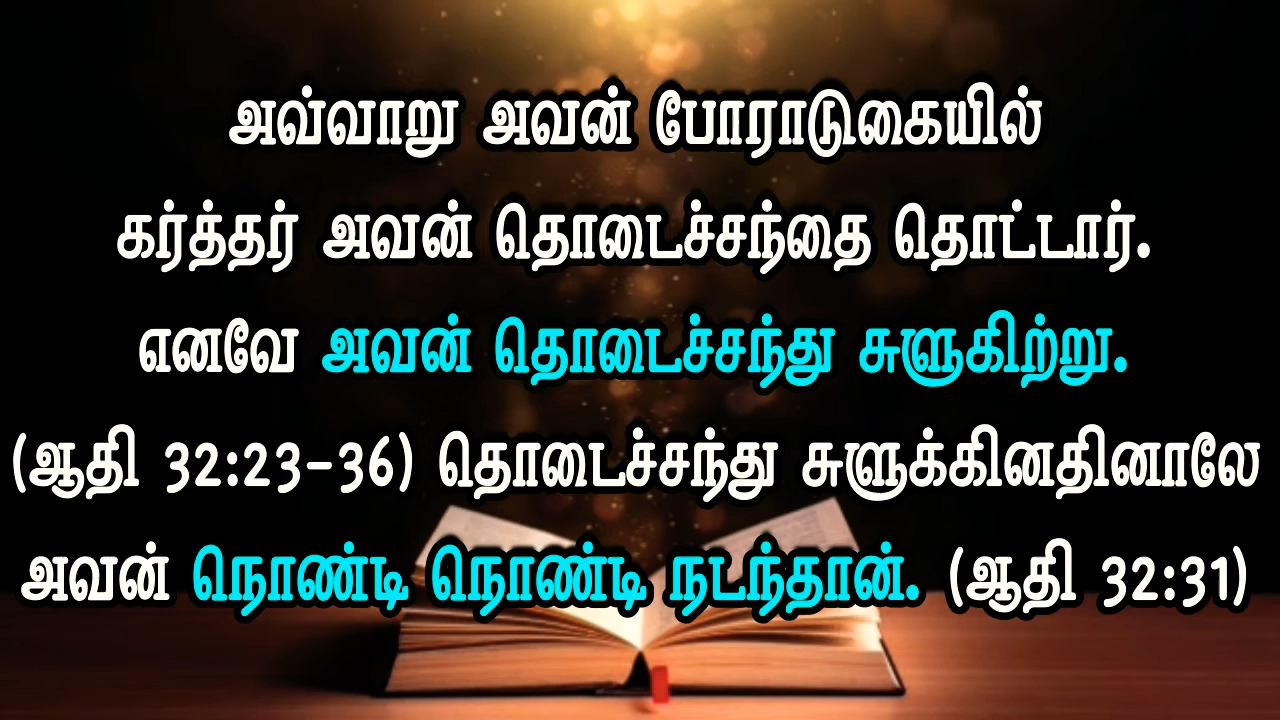 அவ்வாறு அவன் போராடுகையில்
கர்த்தர் அவன் தொடைச்சந்தை தொட்டார்.
எனவே அவன் தொடைச்சந்து சுளுகிற்று.
(ஆதி 32:23-36) தொடைச்சந்து சுளுக்கினதினாலே
அவன் நொண்டி நொண்டி நடந்தான். (ஆதி 32:31)